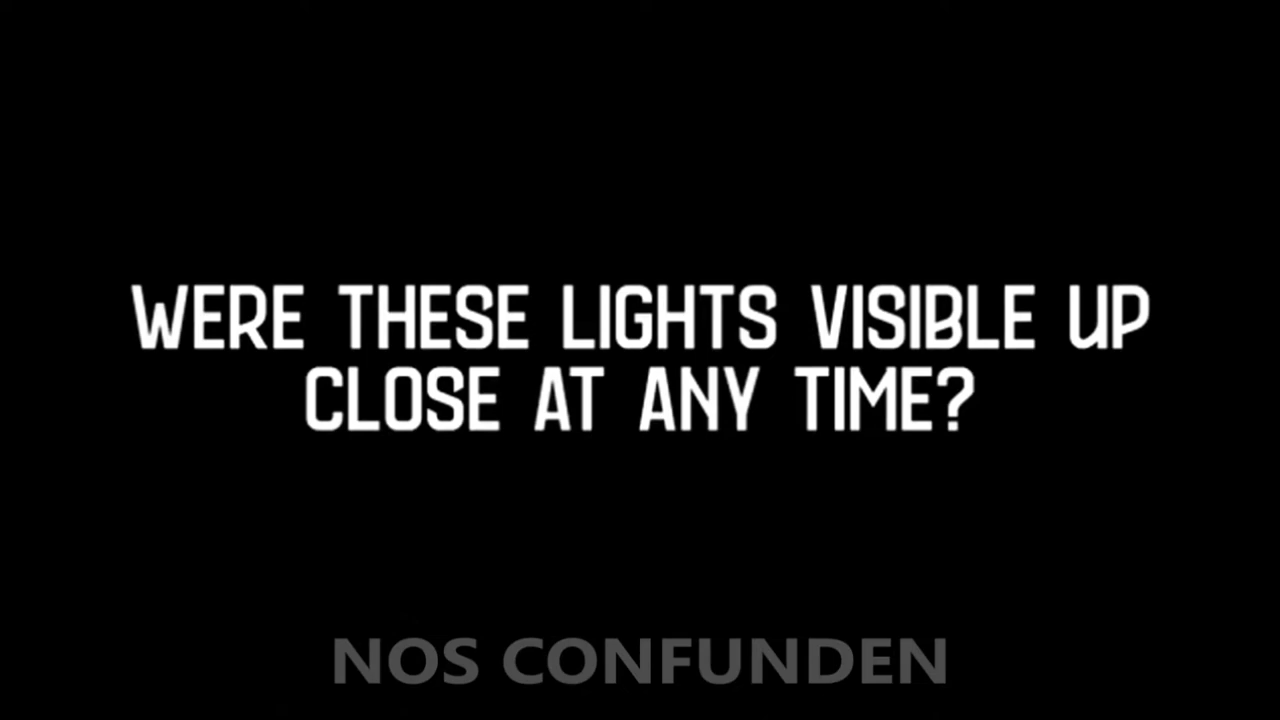 WERE THESE LIGHTS VISIBLE UP
CLOSE AT ANY TIME?
NOS CONFUNDEN